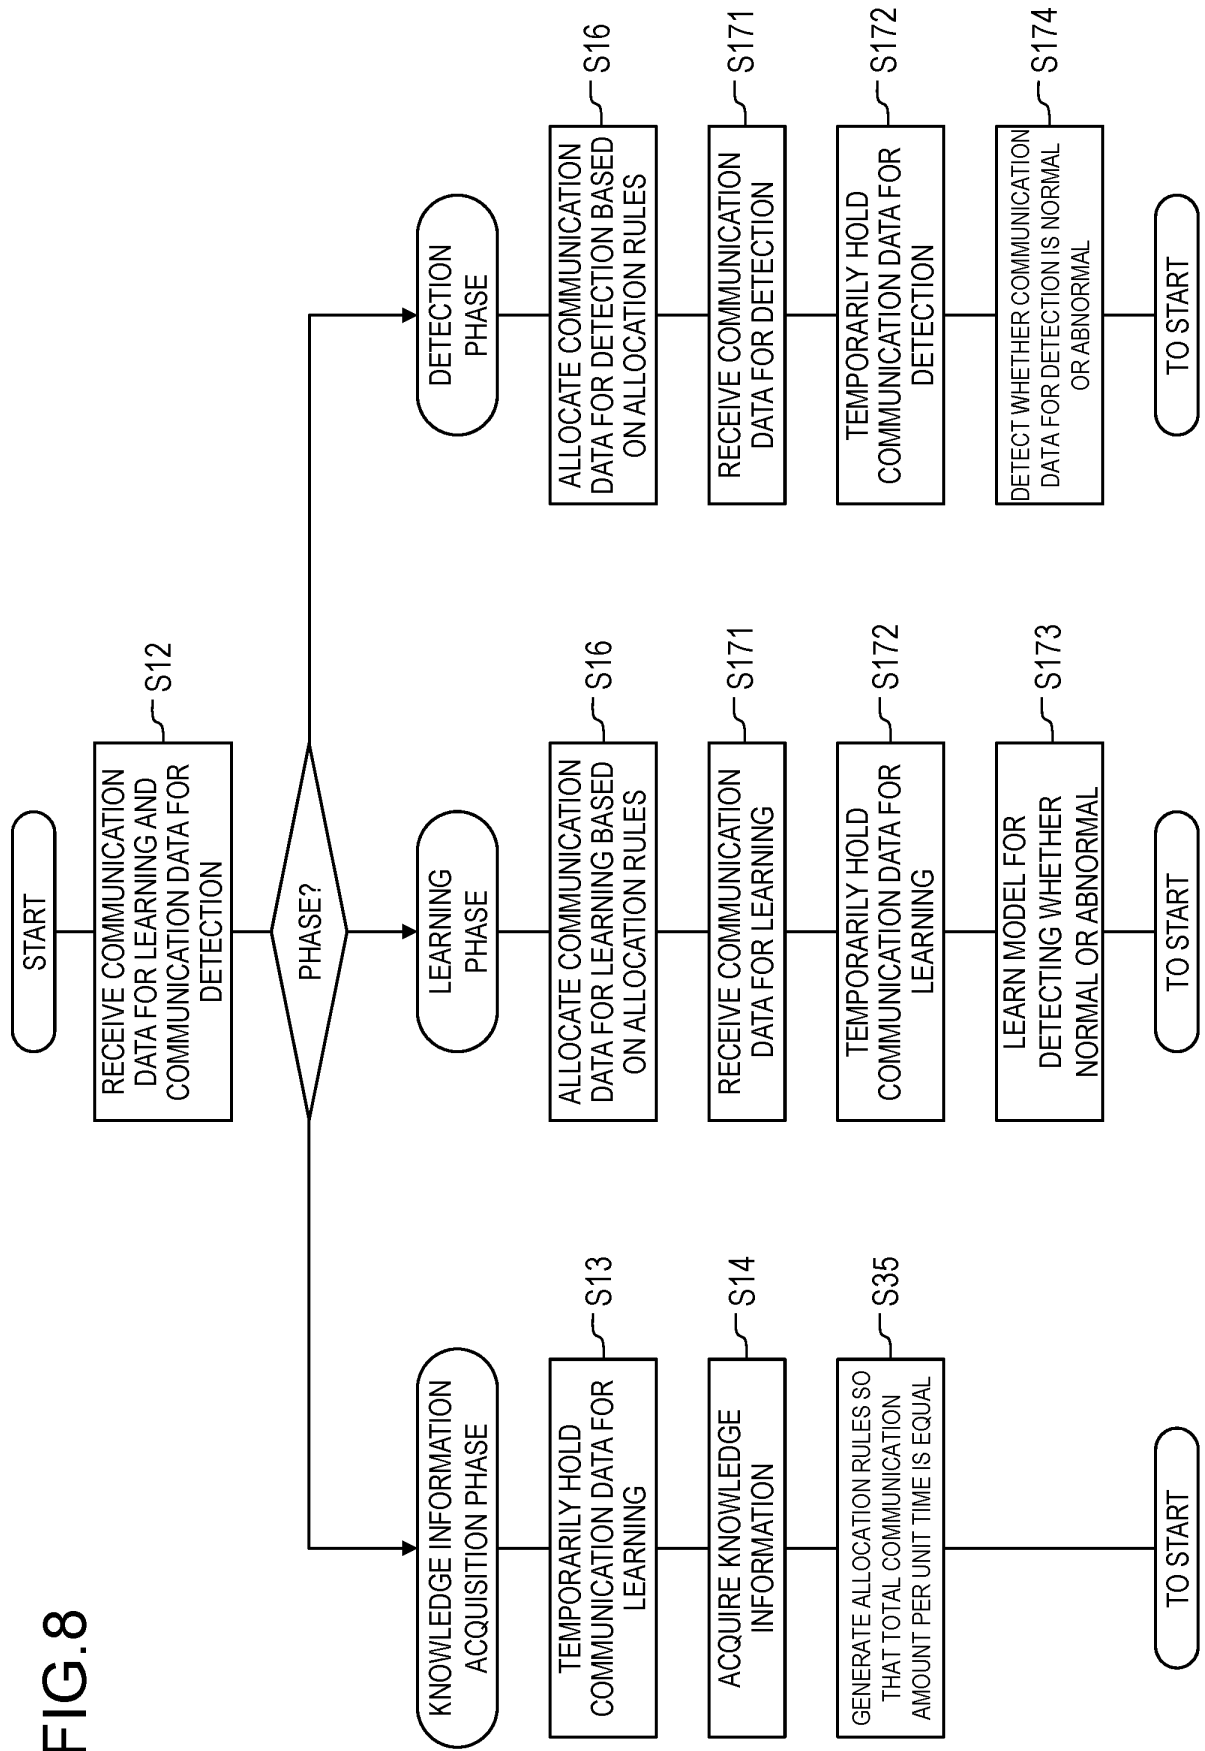 FIG.8
START
RECEIVE COMMUNICATION
DATA FOR LEARNING AND
COMMUNICATION DATA FOR
DETECTION
S12
PHASE?
KNOWLEDGE INFORMATION
ACQUISITION PHASE
TEMPORARILY HOLD
COMMUNICATION DATA FOR
LEARNING
S13
ACQUIRE KNOWLEDGE
INFORMATION
S14
GENERATE ALLOCATION RULES SO
THAT TOTAL COMMUNICATION
AMOUNT PER UNIT TIME IS EQUAL
S35
TO START
LEARNING
PHASE
ALLOCATE COMMUNICATION
DATA FOR LEARNING BASED
ON ALLOCATION RULES
S16
RECEIVE COMMUNICATION
DATA FOR LEARNING
S171
TEMPORARILY HOLD
COMMUNICATION DATA FOR
LEARNING
S172
LEARN MODEL FOR
DETECTING WHETHER
NORMAL OR ABNORMAL
S173
TO START
DETECTION
PHASE
ALLOCATE COMMUNICATION
DATA FOR DETECTION BASED
ON ALLOCATION RULES
S16
RECEIVE COMMUNICATION
DATA FOR DETECTION
S171
TEMPORARILY HOLD
COMMUNICATION DATA FOR
DETECTION
S172
DETECT WHETHER COMMUNICATION
DATA FOR DETECTION IS NORMAL
OR ABNORMAL
S174
TO START